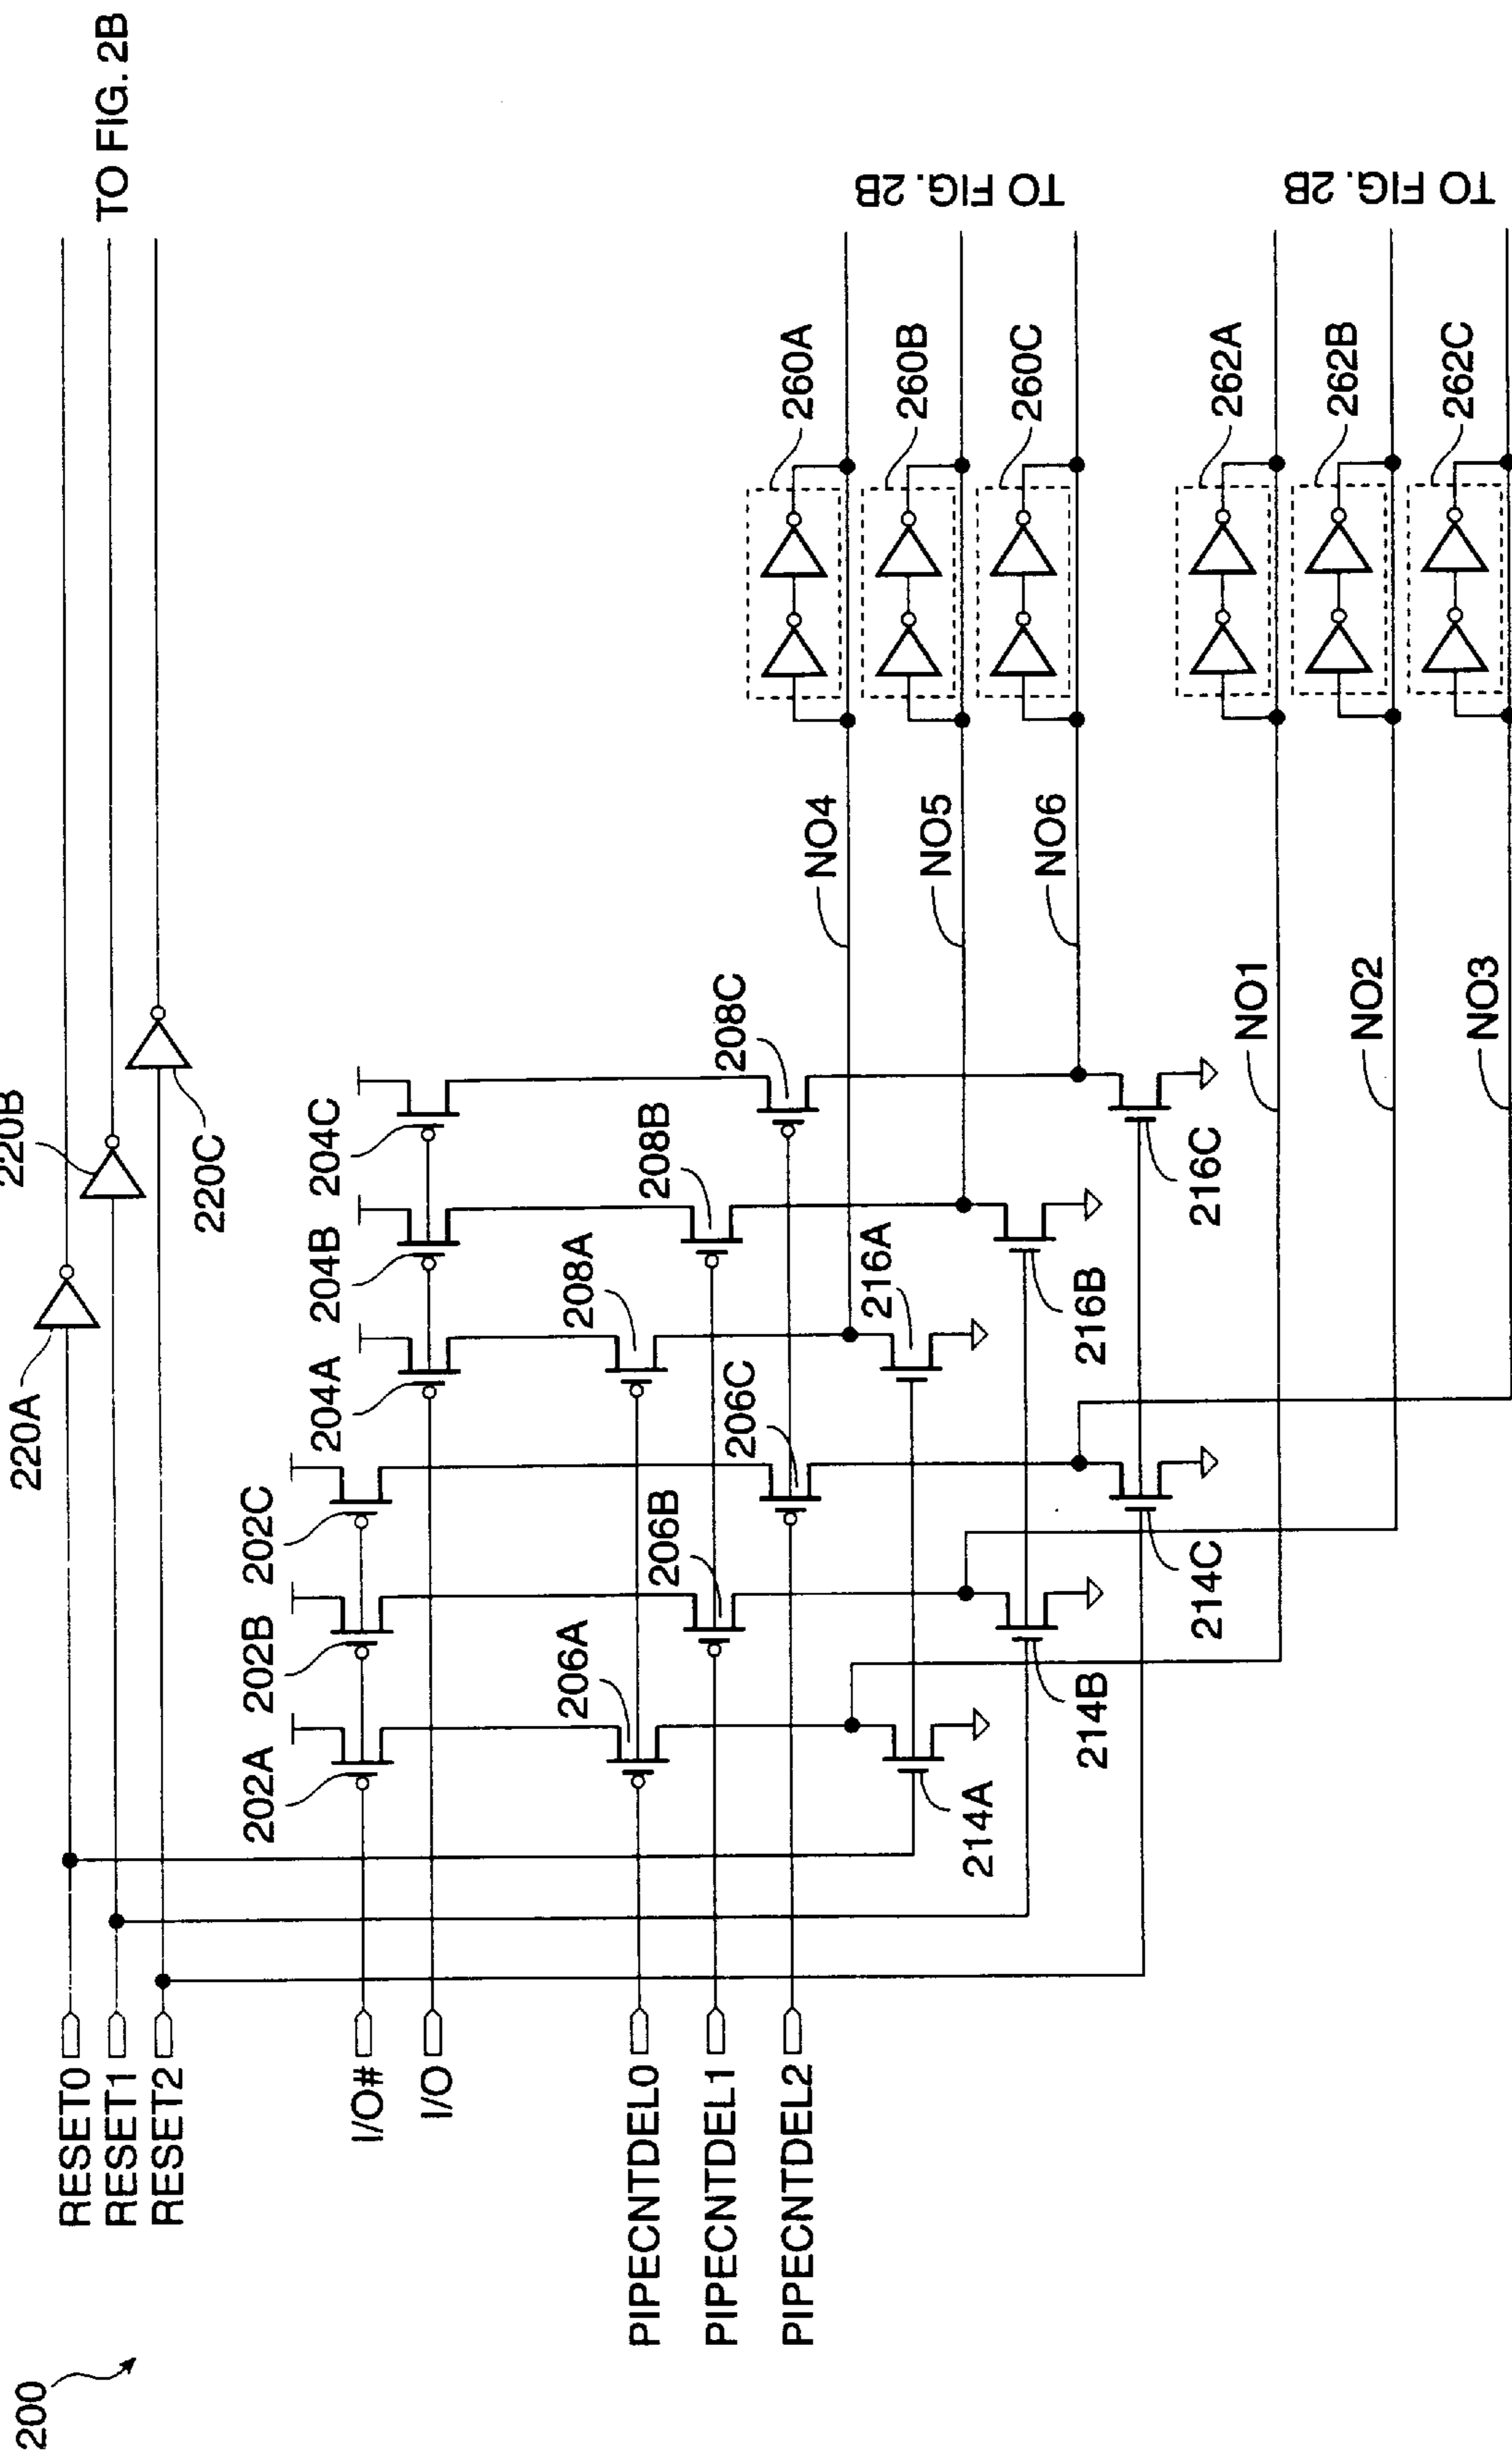 200
RESET0
RESET1
RESET2
I/O#
I/O
PIPECNTDEL0
PIPECNTDEL1
PIPECNTDEL2
220A
220B
220C
TO FIG. 2B
202A
202B
202C
204A
204B
204C
206A
206B
206C
208A
208B
208C
214A
214B
214C
216A
216B
216C
NO4
NO5
NO6
NO1
NO2
NO3
260A
260B
260C
262A
262B
262C
TO FIG. 2B
TO FIG. 2B